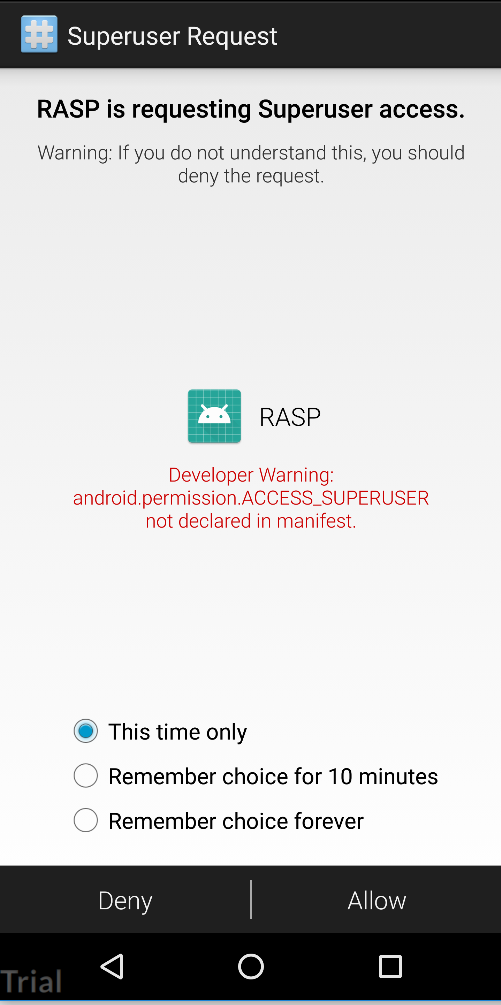 Superuser Request
RASP is requesting Superuser access.
Warning: If you do not understand this, you should
deny the request.
RASP
Developer Warning:
android.permission.ACCESS_SUPERUSER
not declared in manifest.
This time only
Remember choice for 10 minutes
Remember choice forever
Deny
Allow
Trial